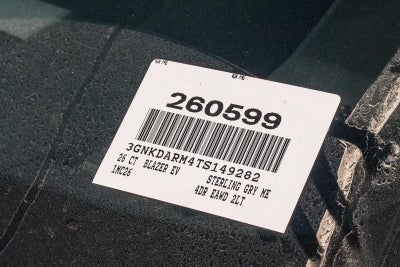 260599
3GNKDARM4TS149282
26 CT BLAZER EV STERLING GRY ME
1MC26 4DR EAWD 2LT